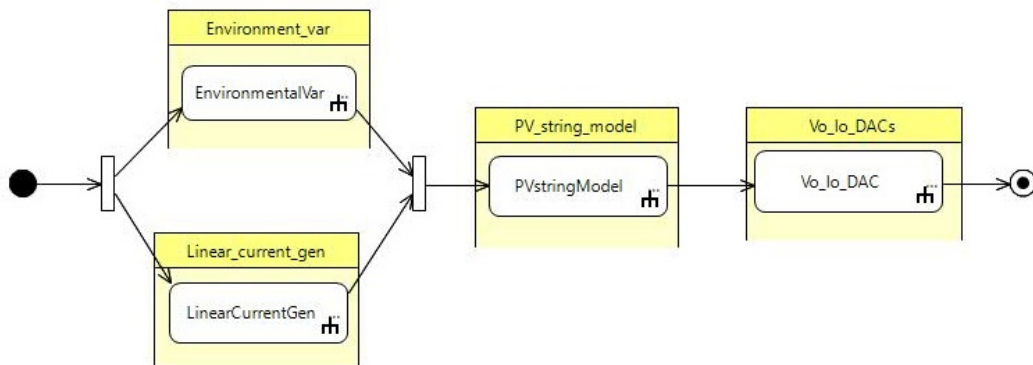 Environment_var
EnvironmentalVar
PV_string_model
PVstringModel
Vo_Io_DACs
Vo_Io_DAC
Linear_current_gen
LinearCurrentGen